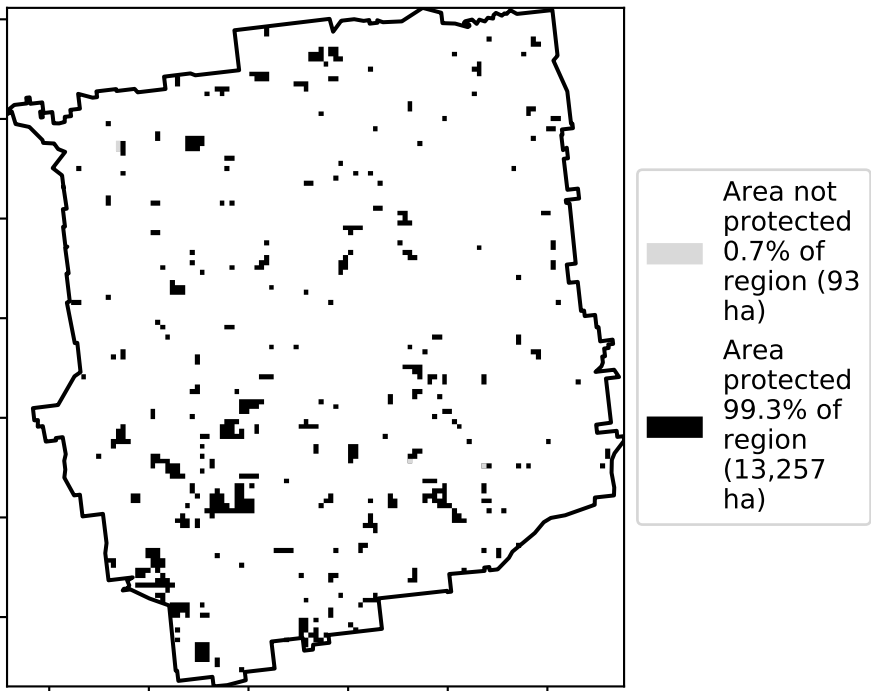 Area not
protected
0.7% of
region (93
ha)
Area
protected
99.3% of
region
(13,257
ha)